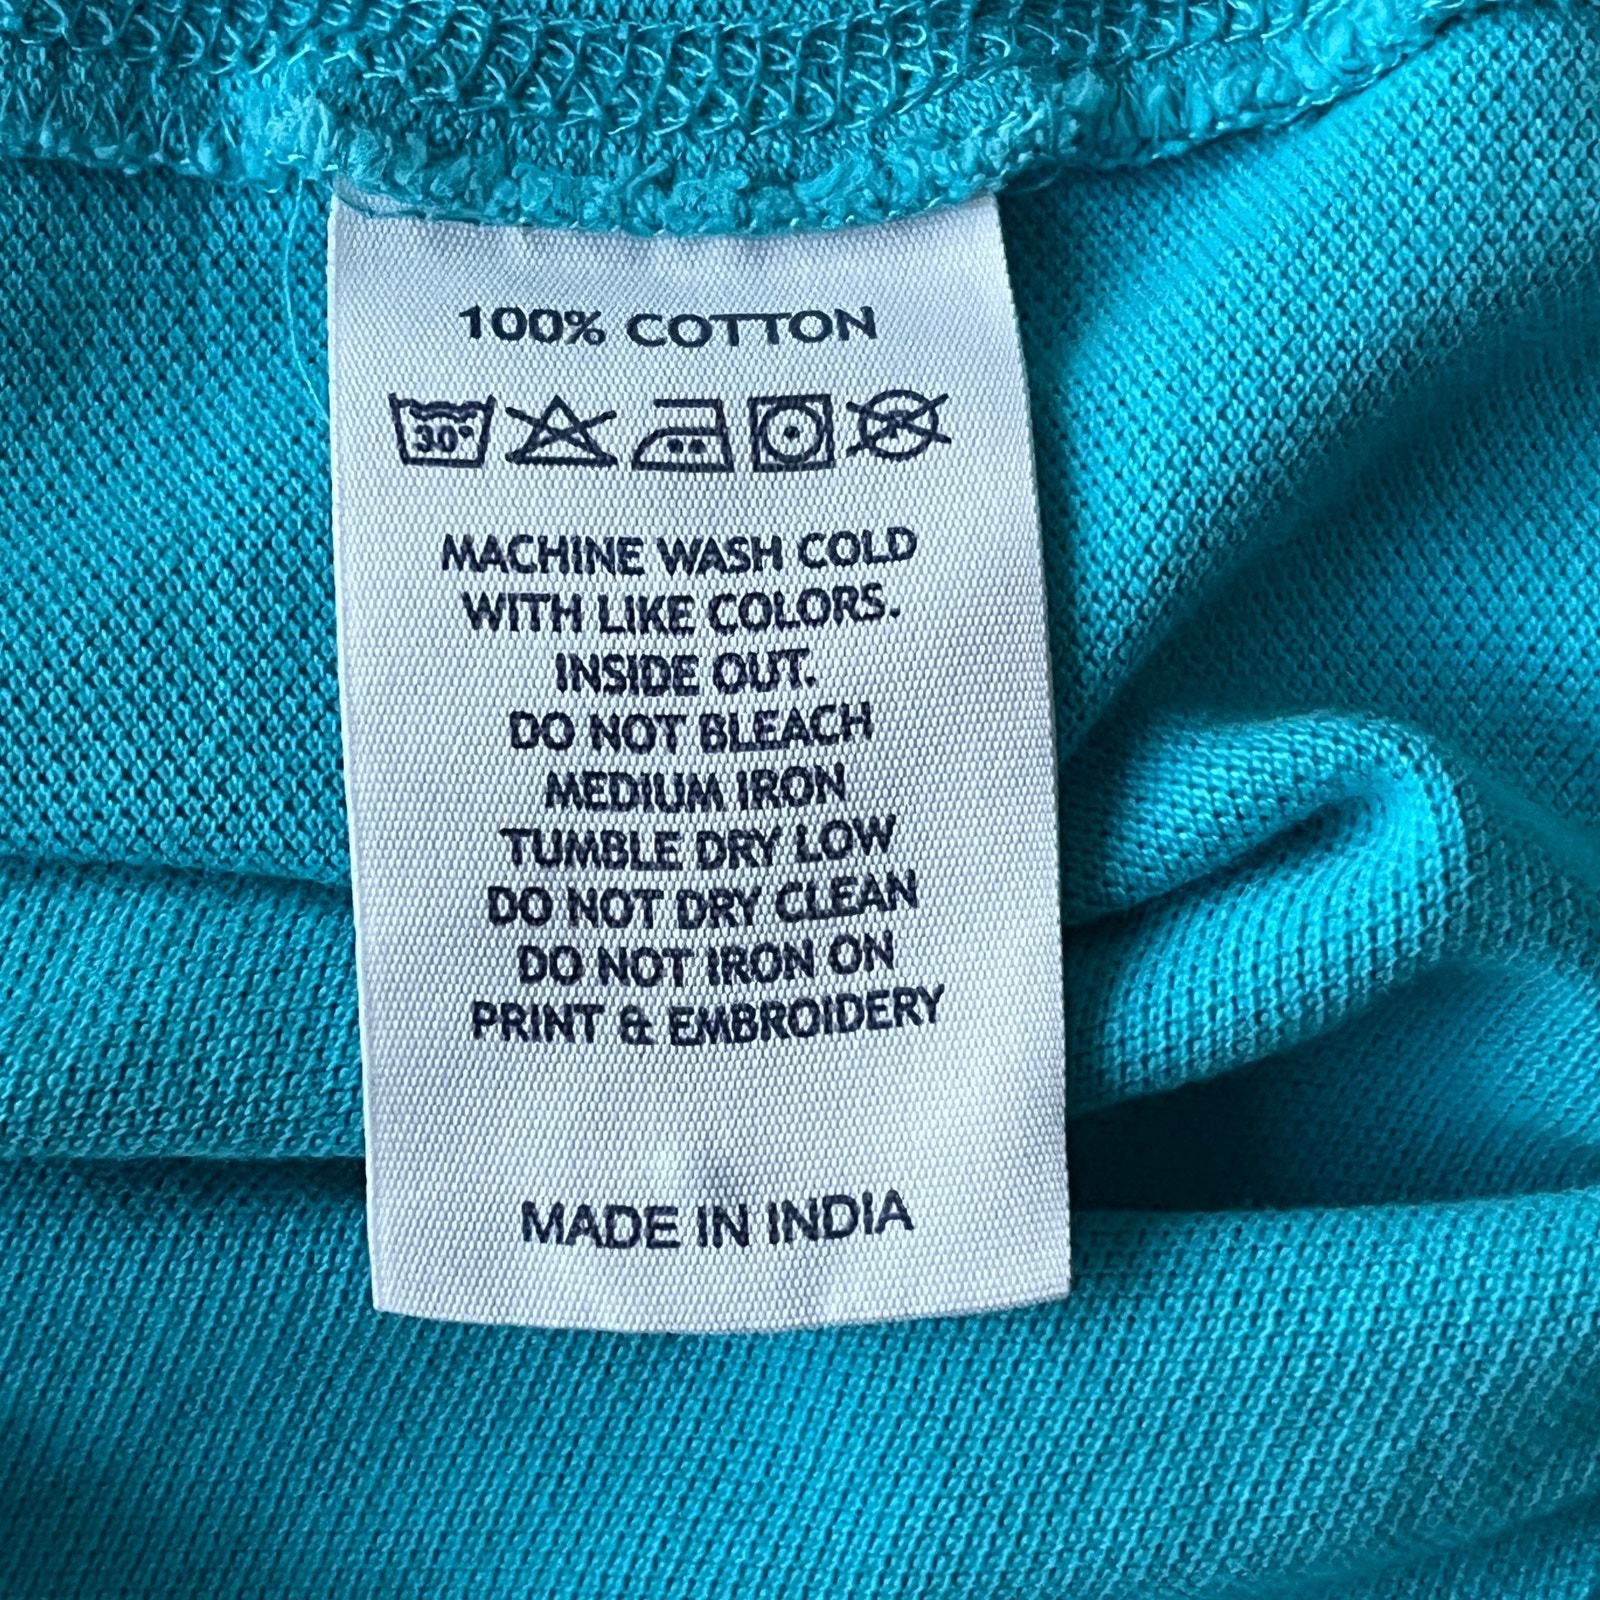 100% COTTON
30°
MACHINE WASH COLD
WITH LIKE COLORS.
INSIDE OUT.
DO NOT BLEACH
MEDIUM IRON
TUMBLE DRY LOW
DO NOT DRY CLEAN
DO NOT IRON ON
PRINT & EMBROIDERY
MADE IN INDIA